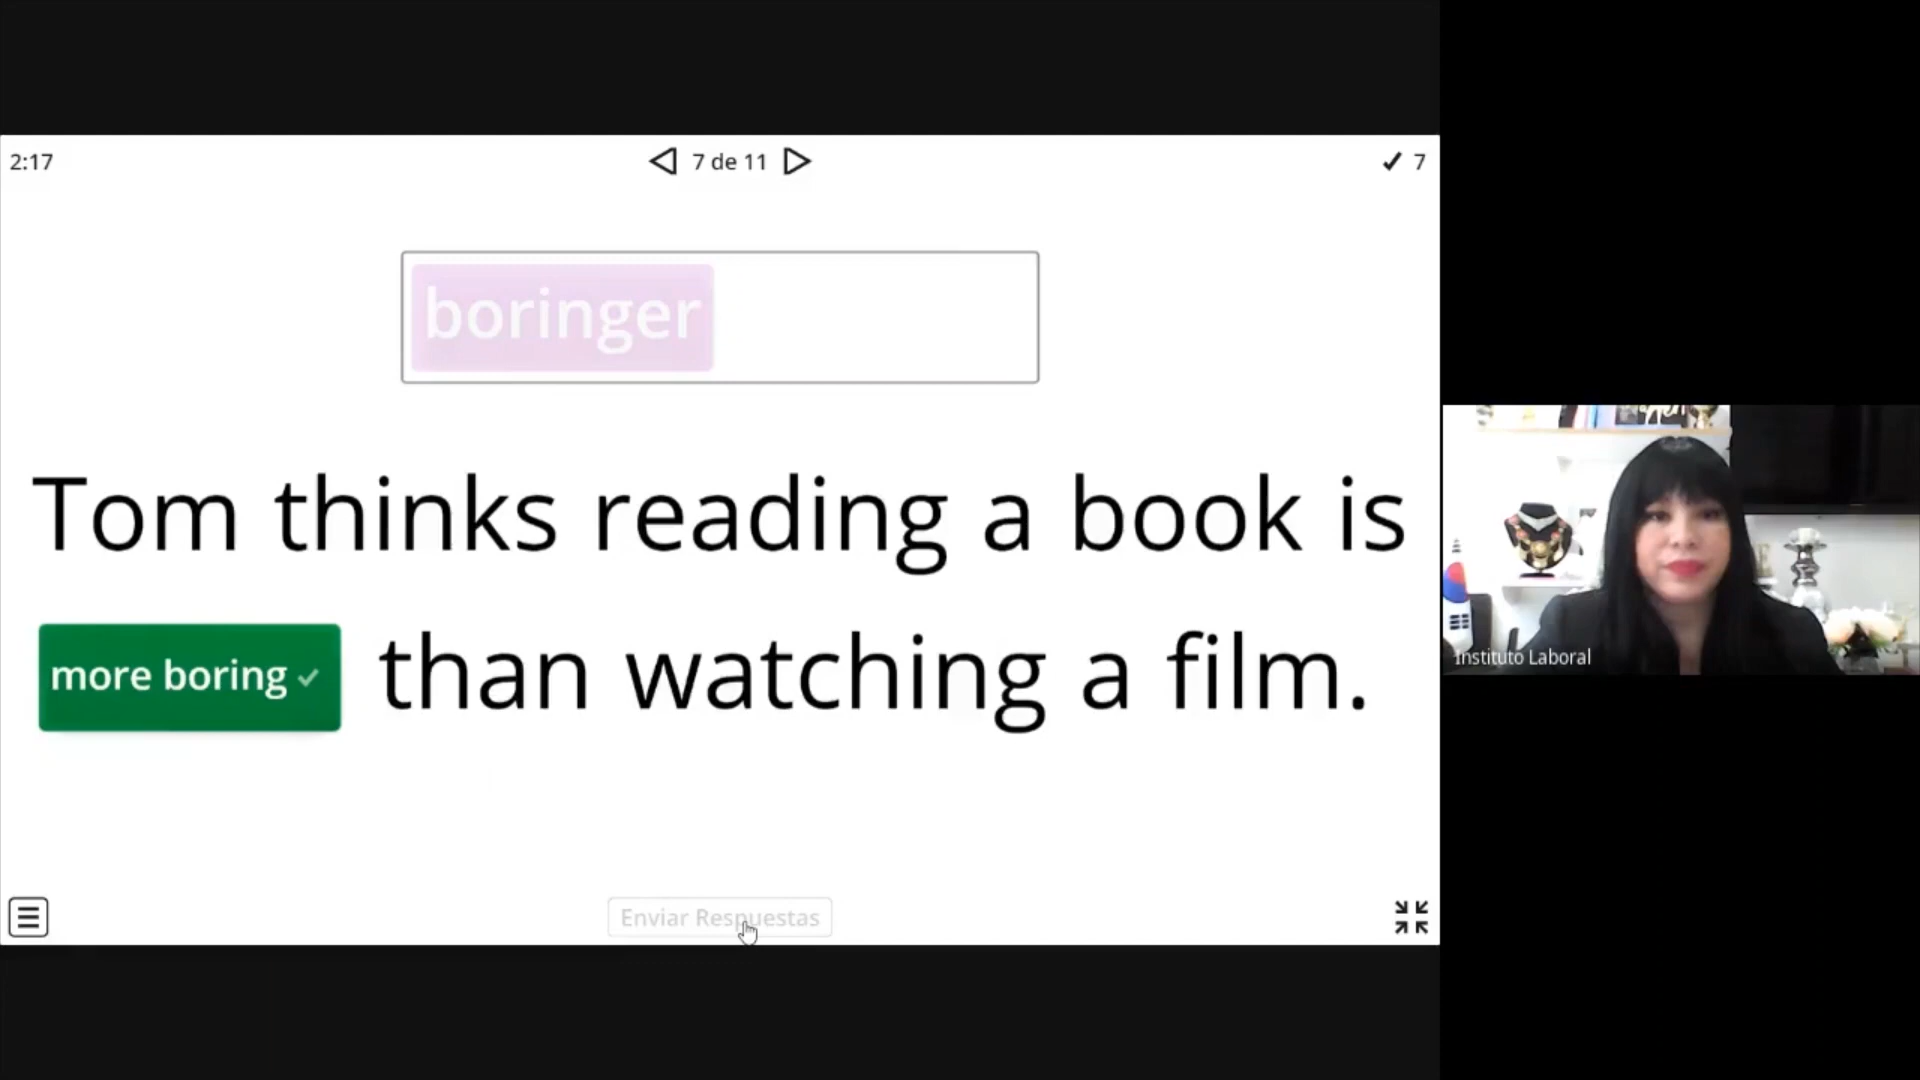 2:17
7 de 11
7
boringer
Tom thinks reading a book is
more boring ✓ than watching a film.
Enviar Respuestas
Instituto Laboral